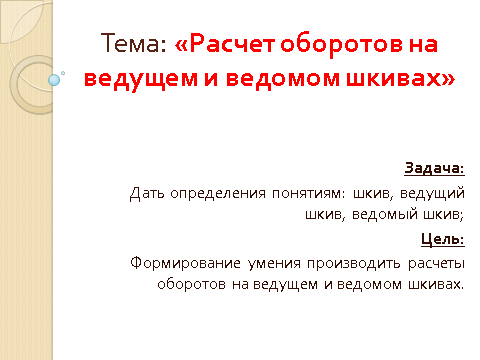 Тема: «Расчет оборотов на
ведущем и ведомом шкивах»
Задача:
Дать определения понятиям: шкив, ведущий
шкив, ведомый шкив;
Цель:
Формирование умения производить расчеты
оборотов на ведущем и ведомом шкивах.